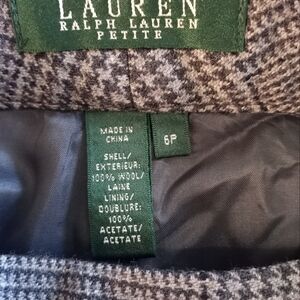 LAUREN
RALPH LAUREN
PETITE
MADE IN
CHINA
6P
SHELL/
EXTERIEUR:
100% WOOL/
LAINE
LINING/
DOUBLURE:
100%
ACETATE/
ACETATE